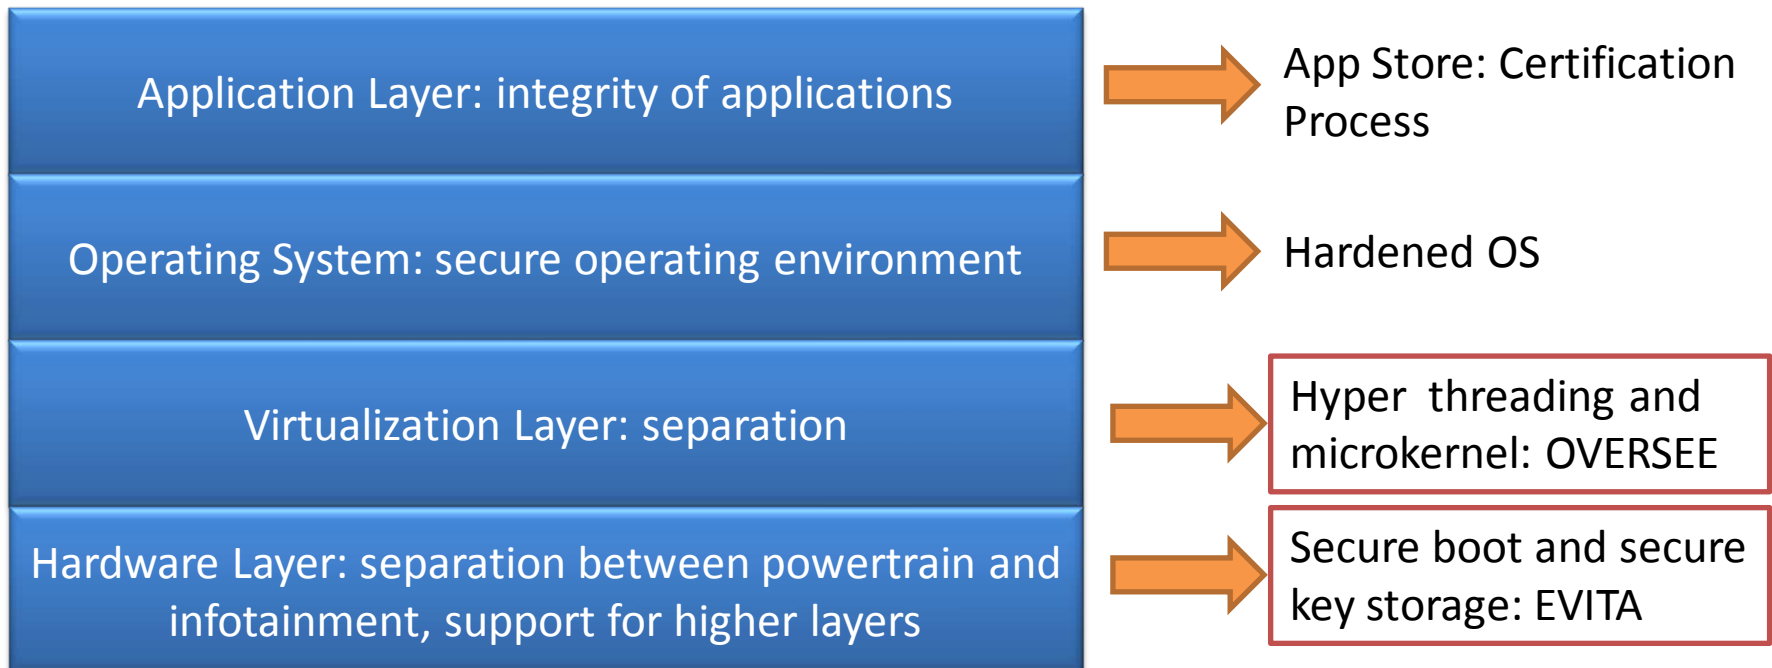 Application Layer: integrity of applications
App Store: Certification
Process
Operating System: secure operating environment
Hardened OS
Virtualization Layer: separation
Hyper threading and
microkernel: OVERSEE
Hardware Layer: separation between powertrain and
infotainment, support for higher layers
Secure boot and secure
key storage: EVITA